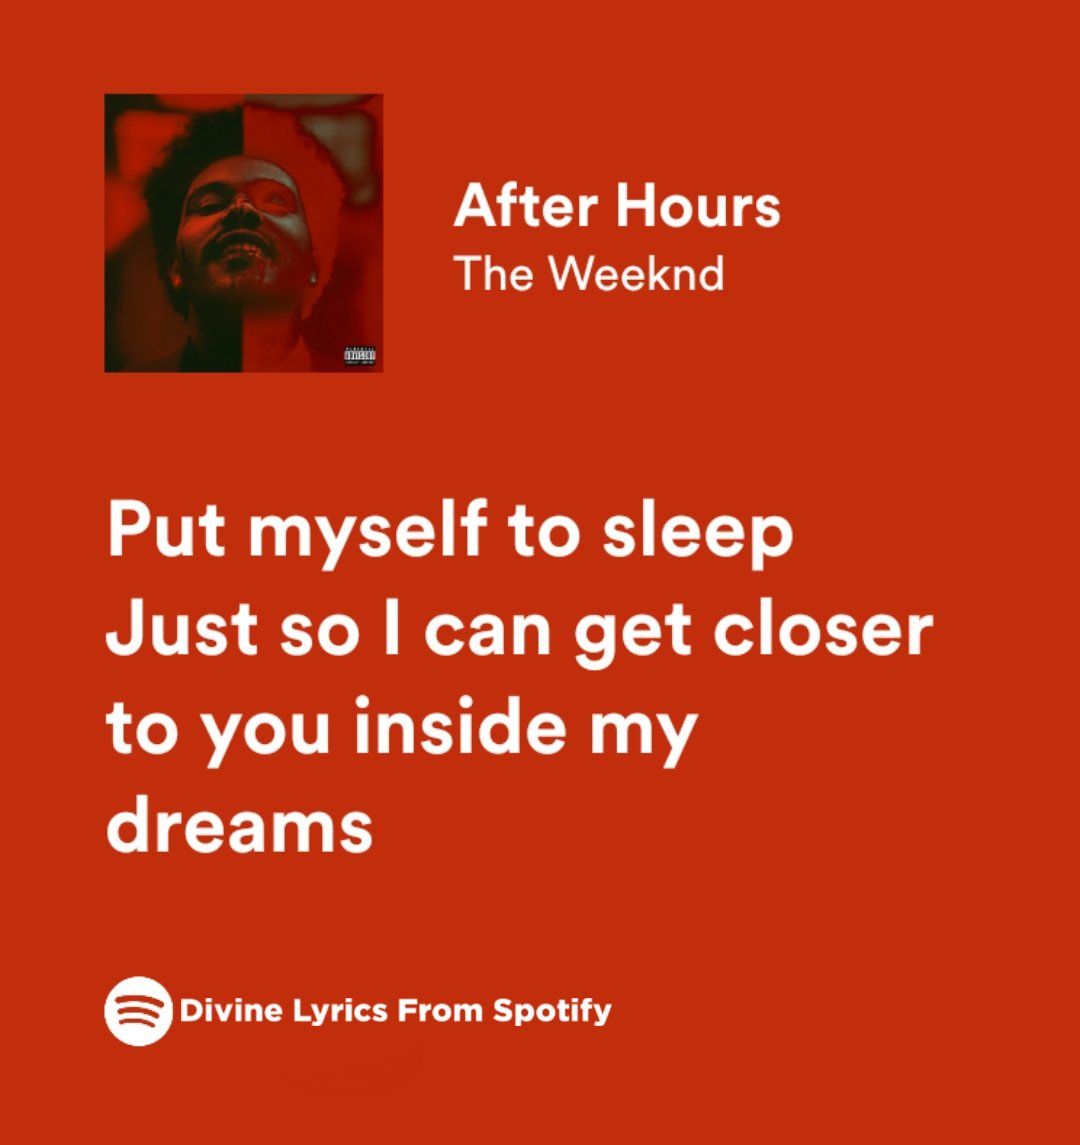 After Hours
The Weeknd
Put myself to sleep
Just so I can get closer
to you inside my
dreams
Divine Lyrics From Spotify